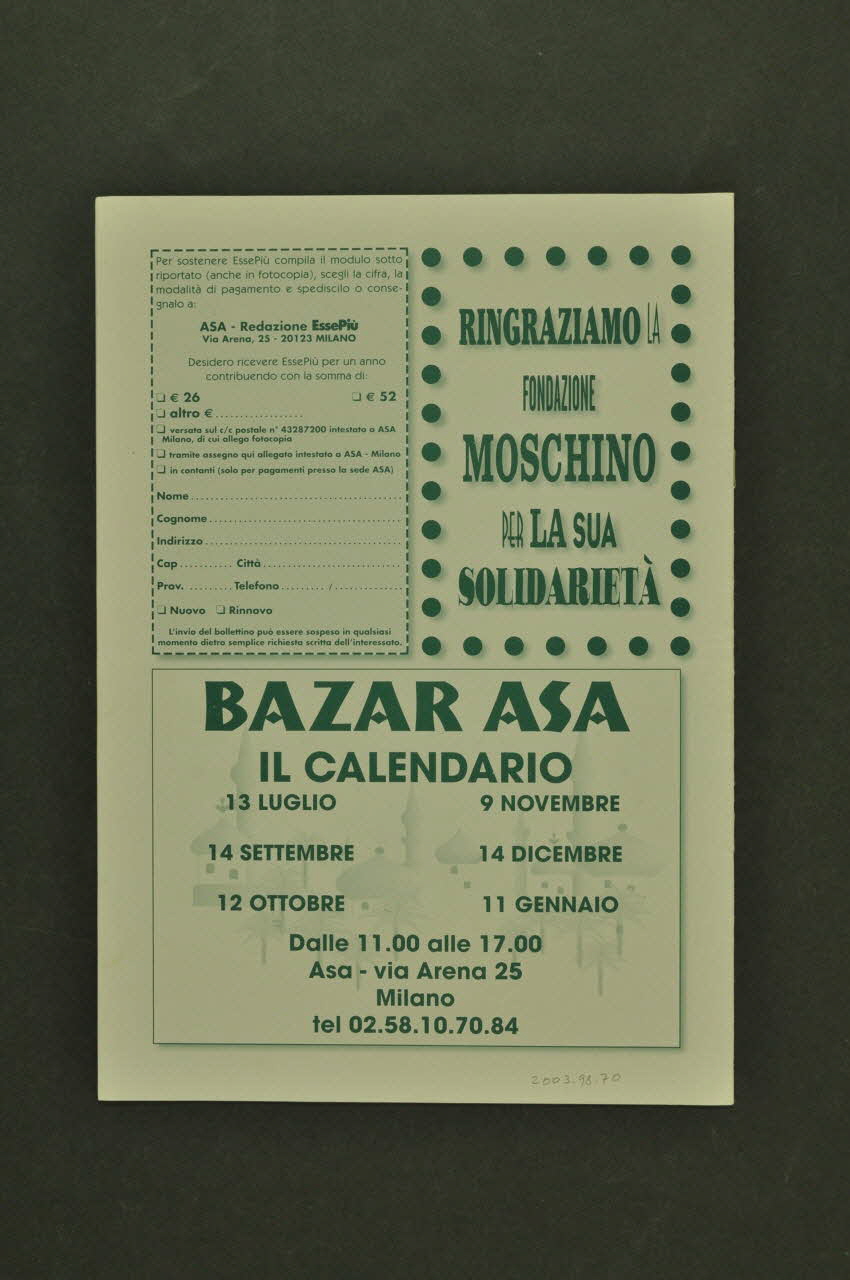 Per sostenere EssePiù compila il modulo sotto
riportato (anche in fotocopia), scegli la cifra, la
modalità di pagamento e spediscilo o conse-
gnalo a:
ASA - Redazione EssePiù
Via Arena, 25 - 20123 MILANO
Desidero ricevere EssePiù per un anno
contribuendo con la somma di:
❏ € 26 ❏ € 52
❏ altro € ..................
❏ versata sul c/c postale n° 43287200 intestato a ASA
Milano, di cui allego fotocopia
❏ tramite assegno qui allegato intestato a ASA - Milano
❏ in contanti (solo per pagamenti presso la sede ASA)
Nome ..........................................
Cognome .......................................
Indirizzo .......................................
Cap ........... Città ............................
Prov. ......... Telefono ......... / ..............
❏ Nuovo ❏ Rinnovo
L'invio del bollettino può essere sospeso in qualsiasi
momento dietro semplice richiesta scritta dell'interessato.
RINGRAZIAMO LA
FONDAZIONE
MOSCHINO
PER LA SUA
SOLIDARIETÀ
BAZAR ASA
IL CALENDARIO
13 LUGLIO 9 NOVEMBRE
14 SETTEMBRE 14 DICEMBRE
12 OTTOBRE 11 GENNAIO
Dalle 11.00 alle 17.00
Asa - via Arena 25
Milano
tel 02.58.10.70.84
2003.98.70